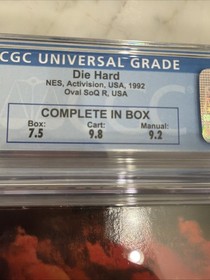 CGC UNIVERSAL GRADE
Die Hard
NES, Activision, USA, 1992
Oval SoQ R, USA
COMPLETE IN BOX
Box: Cart: Manual:
7.5 9.8 9.2